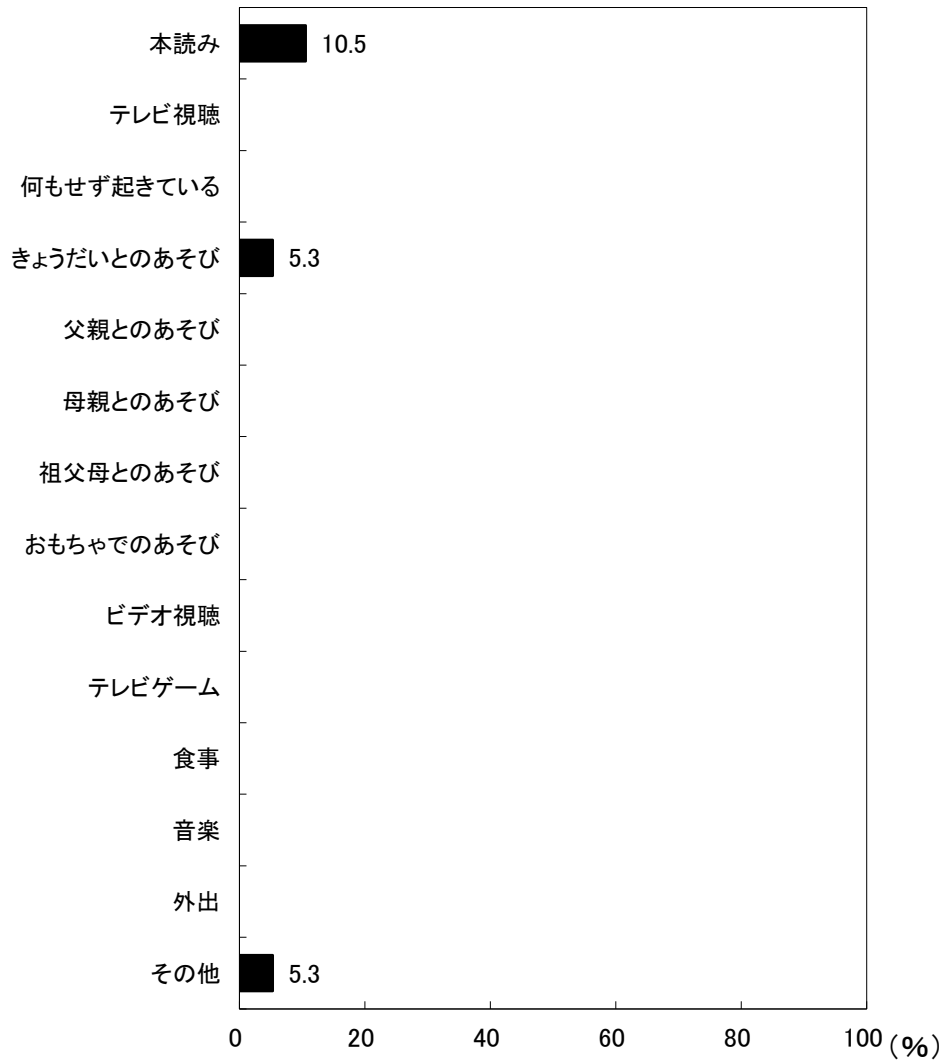 本読み 10.5
テレビ視聴
何もせず起きている
きょうだいとのあそび 5.3
父親とのあそび
母親とのあそび
祖父母とのあそび
おもちゃでのあそび
ビデオ視聴
テレビゲーム
食事
音楽
外出
その他 5.3
0 20 40 60 80 100 (%)